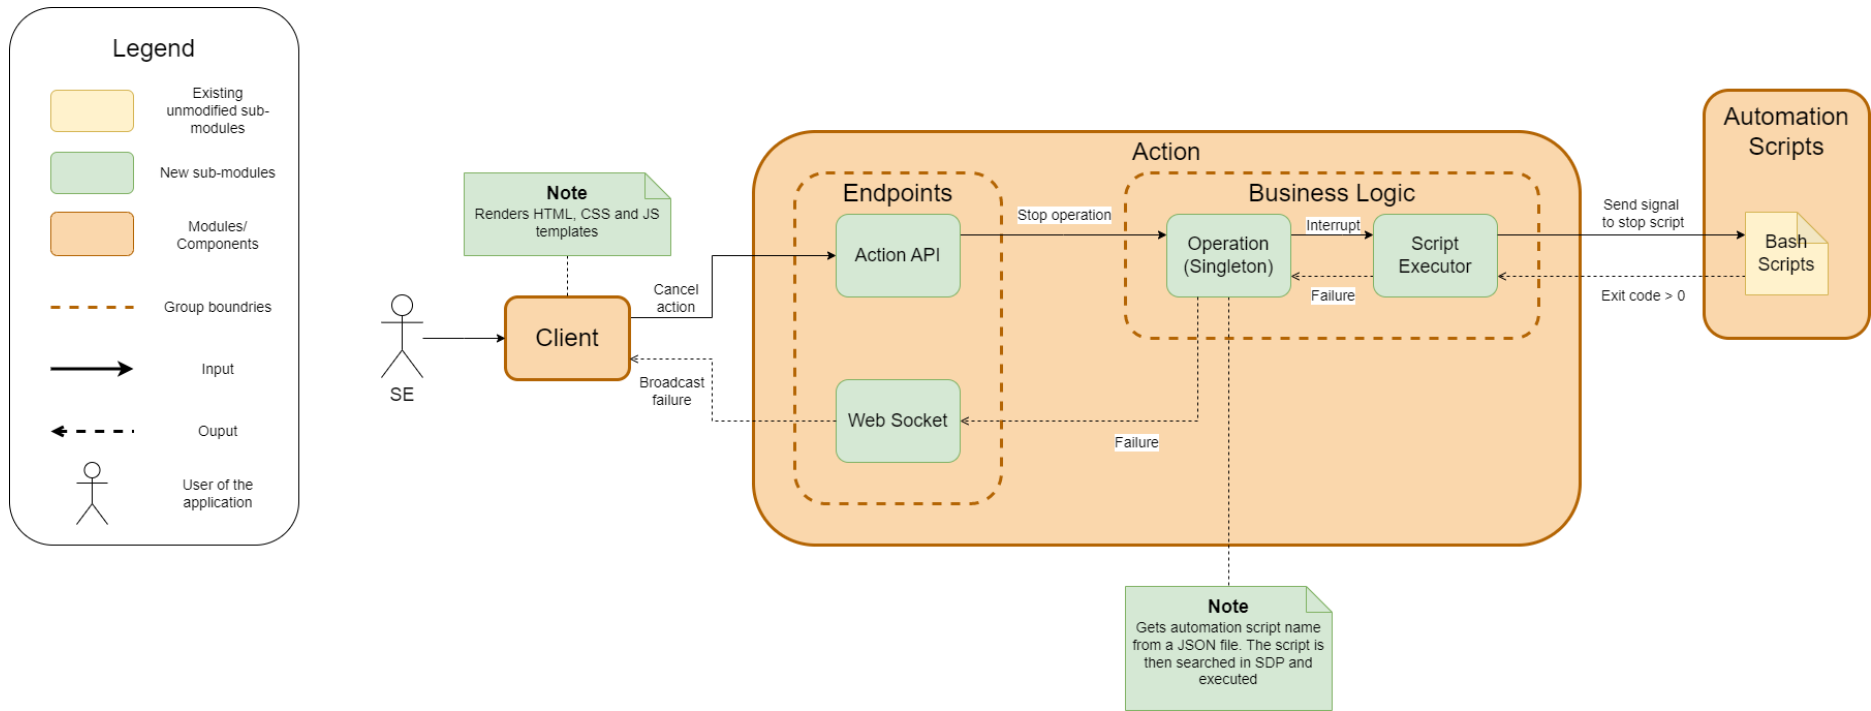 Legend
Existing
unmodified sub-
modules
New sub-modules
Modules/
Components
Group boundries
Input
Ouput
User of the
application
Note
Renders HTML, CSS and JS
templates
SE
Client
Cancel
action
Broadcast
failure
Action
Endpoints
Action API
Web Socket
Stop operation
Business Logic
Operation
(Singleton)
Interrupt
Failure
Script
Executor
Failure
Send signal
to stop script
Exit code > 0
Automation
Scripts
Bash
Scripts
Note
Gets automation script name
from a JSON file. The script is
then searched in SDP and
executed